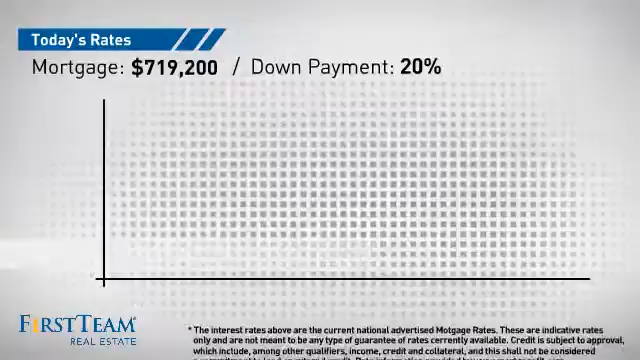 Today's Rates
Mortgage: $719,200 / Down Payment: 20%
FIRSTTEAM®
REAL ESTATE
* The interest rates above are the current national advertised Motgage Rates. These are indicative rates
only and are not meant to be any type of guarantee of rates cerrently available. Credit is subject to approval,
which include, among other qualifiers, income, credit and collateral, and this shall not be considered